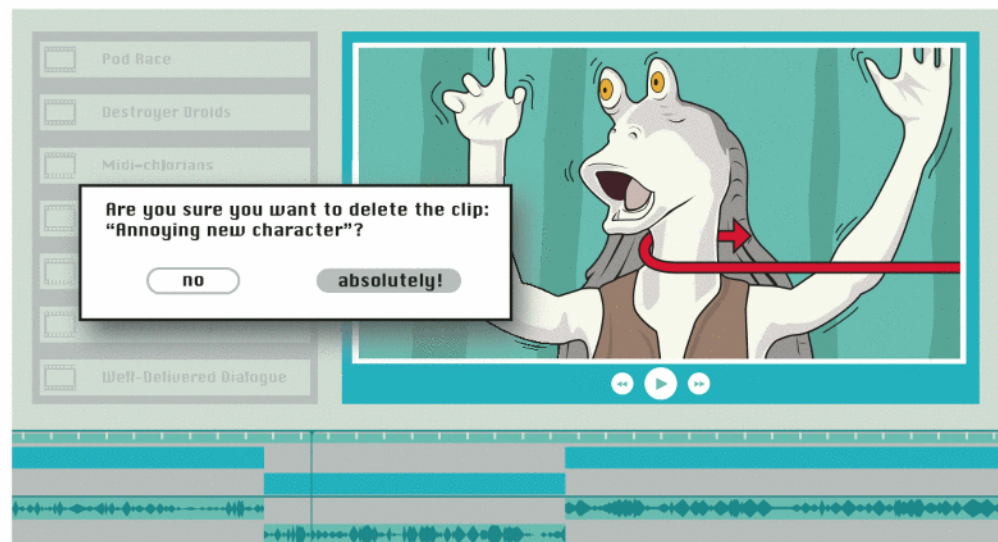 Pod Race
Destroyer Droids
Midi-chlorians
Are you sure you want to delete the clip:
“Annoying new character”?
no
absolutely!
Well-Delivered Dialogue